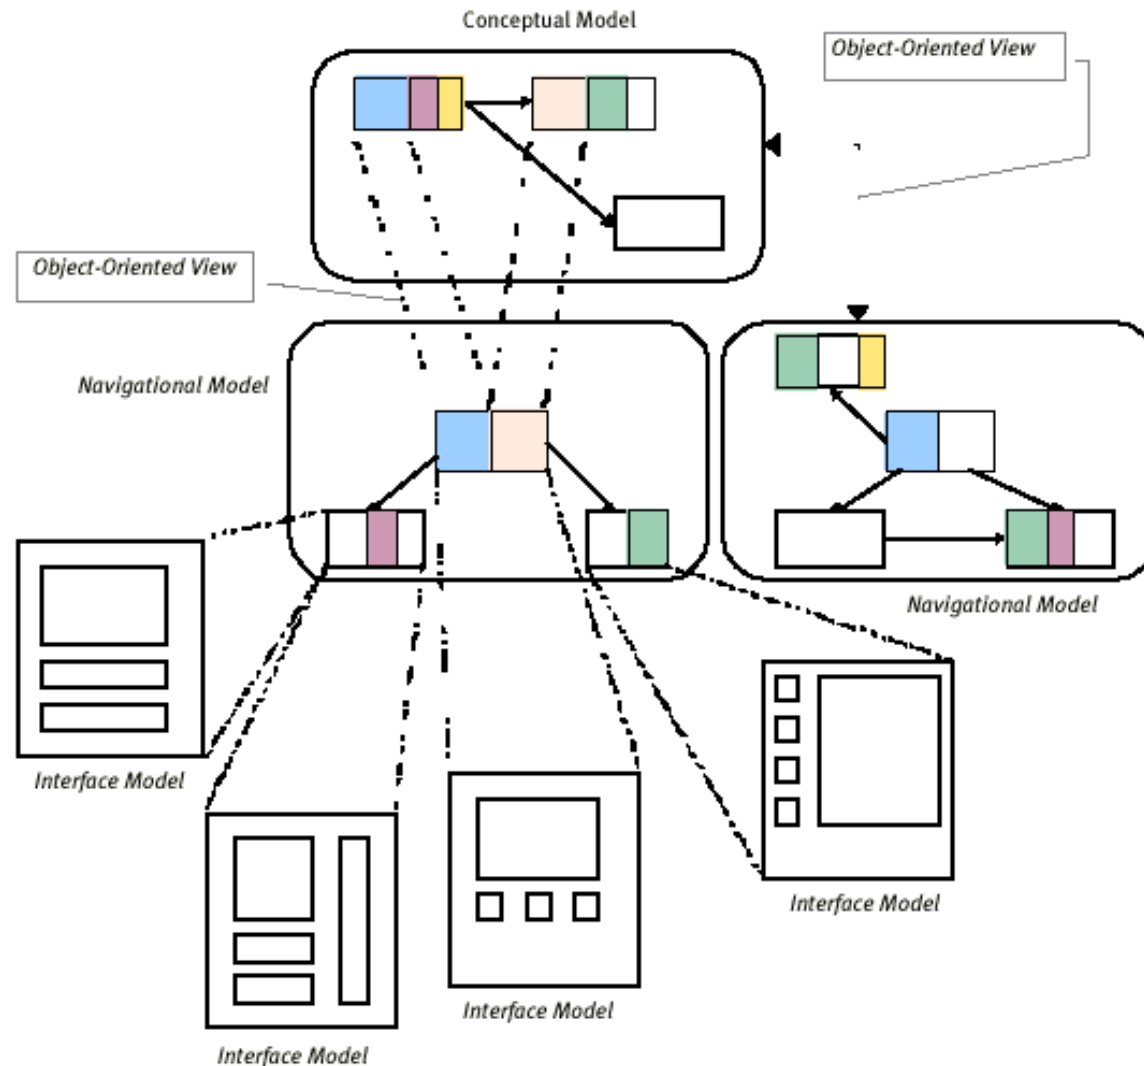 Conceptual Model
Object-Oriented View
Object-Oriented View
Navigational Model
Navigational Model
Interface Model
Interface Model
Interface Model
Interface Model